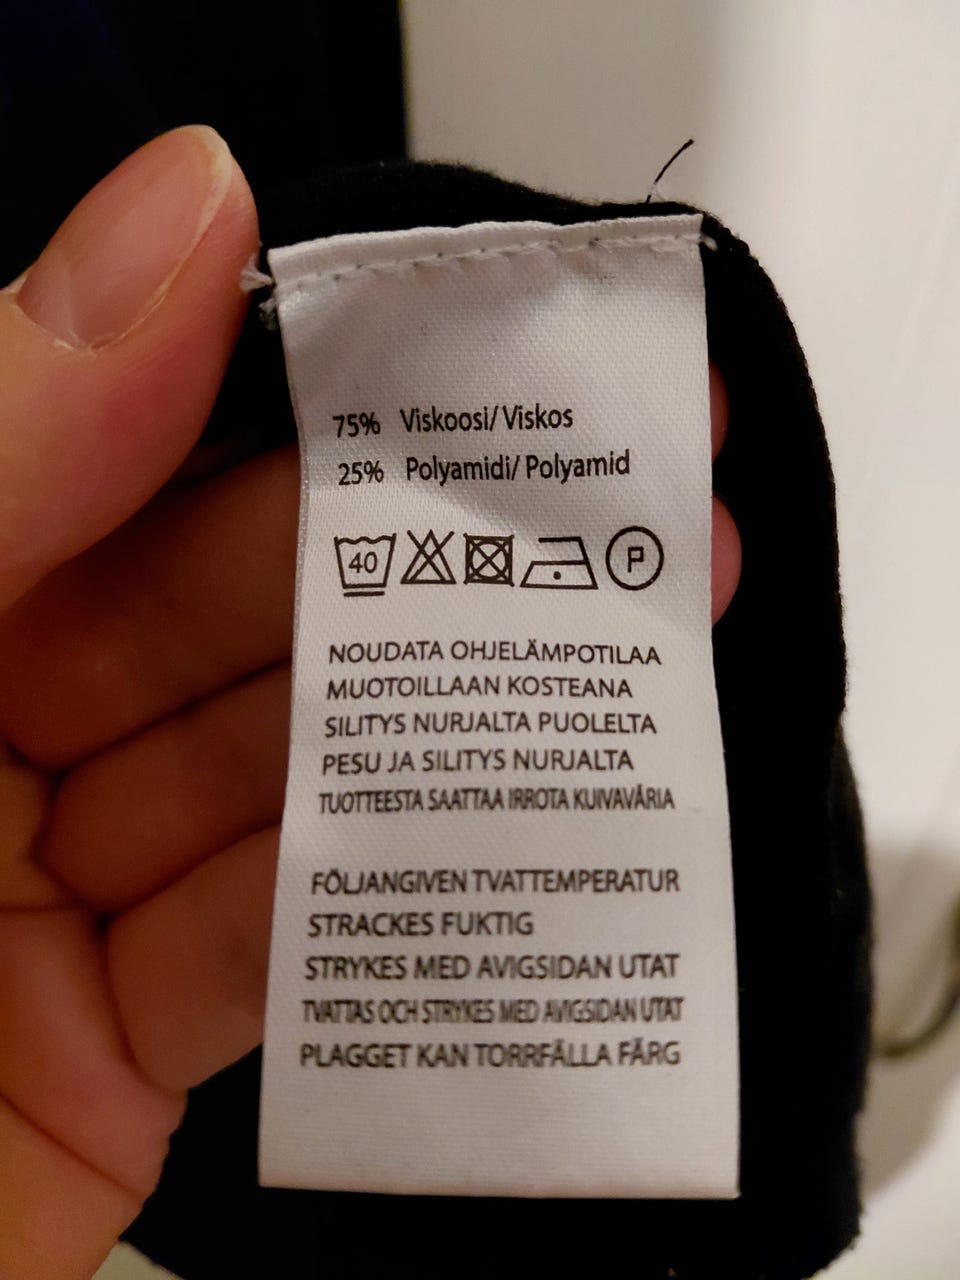 75% Viskoosi/ Viskos
25% Polyamidi/ Polyamid
40 P
NOUDATA OHJELÄMPOTILAA
MUOTOILLAAN KOSTEANA
SILITYS NURJALTA PUOLELTA
PESU JA SILITYS NURJALTA
TUOTTEESTA SAATTAA IRROTA KUIVAVÄRIA
FÖLJANGIVEN TVATTEMPERATUR
STRACKES FUKTIG
STRYKES MED AVIGSIDAN UTAT
TVATTAS OCH STRYKES MED AVIGSIDAN UTAT
PLAGGET KAN TORRFÄLLA FÄRG